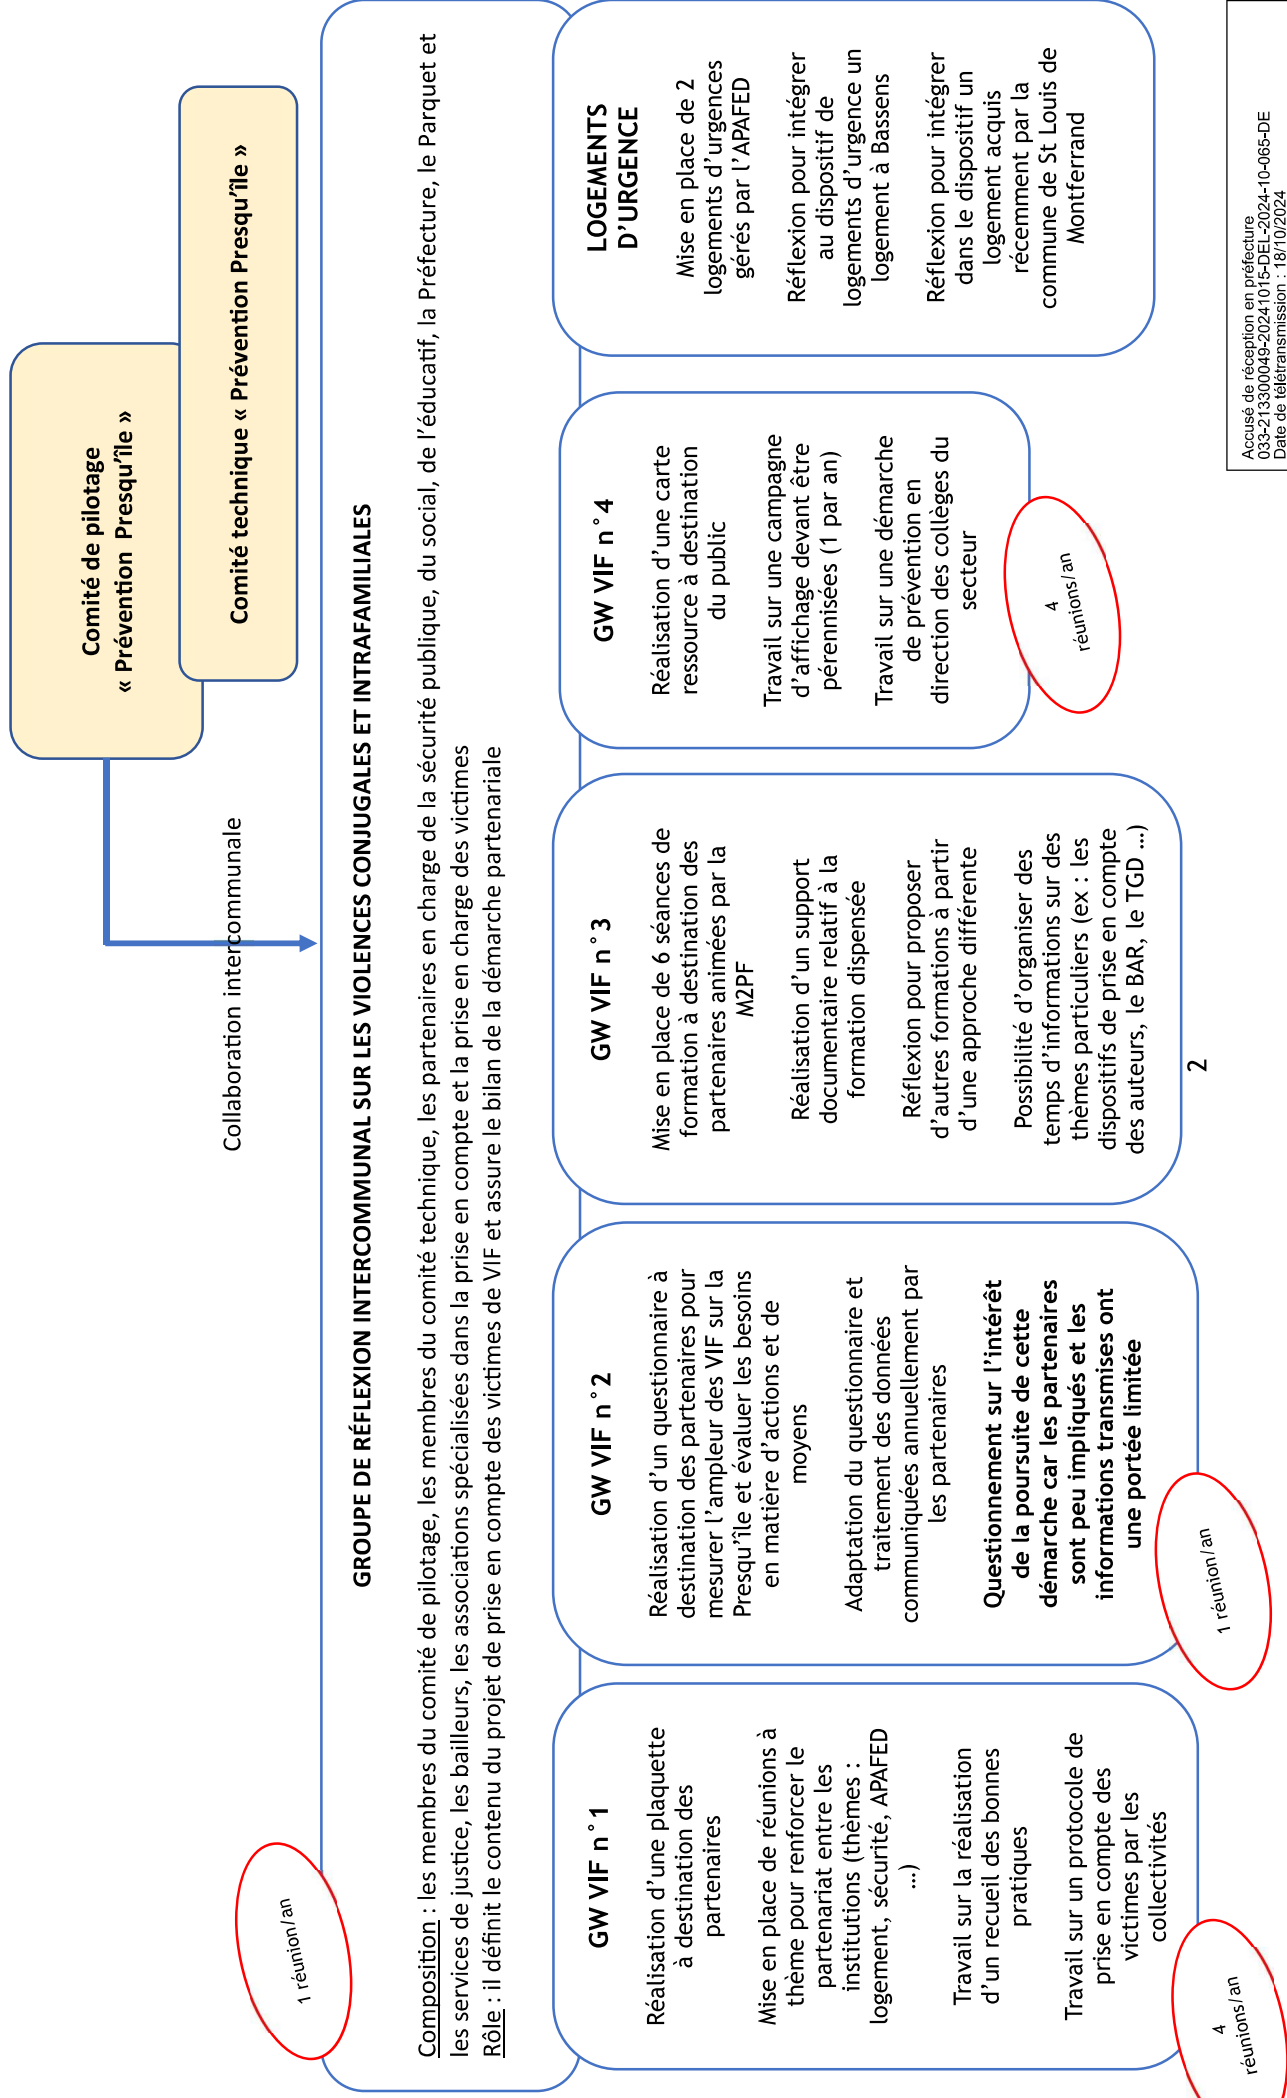 Comité de pilotage
« Prévention Presqu’île »
Comité technique « Prévention Presqu’île »
Collaboration intercommunale
1 réunion/an
GROUPE DE RÉFLEXION INTERCOMMUNAL SUR LES VIOLENCES CONJUGALES ET INTRAFAMILIALES
Composition : les membres du comité de pilotage, les membres du comité technique, les partenaires en charge de la sécurité publique, du social, de l’éducatif, la Préfecture, le Parquet et
les services de justice, les bailleurs, les associations spécialisées dans la prise en compte et la prise en charge des victimes
Rôle : il définit le contenu du projet de prise en compte des victimes de VIF et assure le bilan de la démarche partenariale
GW VIF n°1
Réalisation d’une plaquette
à destination des
partenaires
Mise en place de réunions à
thème pour renforcer le
partenariat entre les
institutions (thèmes :
logement, sécurité, APAFED
…)
Travail sur la réalisation
d’un recueil des bonnes
pratiques
Travail sur un protocole de
prise en compte des
victimes par les
collectivités
4
réunions/an
GW VIF n°2
Réalisation d’un questionnaire à
destination des partenaires pour
mesurer l’ampleur des VIF sur la
Presqu’île et évaluer les besoins
en matière d’actions et de
moyens
Adaptation du questionnaire et
traitement des données
communiquées annuellement par
les partenaires
Questionnement sur l’intérêt
de la poursuite de cette
démarche car les partenaires
sont peu impliqués et les
informations transmises ont
une portée limitée
1 réunion/an
GW VIF n°3
Mise en place de 6 séances de
formation à destination des
partenaires animées par la
M2PF
Réalisation d’un support
documentaire relatif à la
formation dispensée
Réflexion pour proposer
d’autres formations à partir
d’une approche différente
Possibilité d’organiser des
temps d’informations sur des
thèmes particuliers (ex : les
dispositifs de prise en compte
des auteurs, le BAR, le TGD …)
2
GW VIF n°4
Réalisation d’une carte
ressource à destination
du public
Travail sur une campagne
d’affichage devant être
pérennisées (1 par an)
Travail sur une démarche
de prévention en
direction des collèges du
secteur
4
réunions/an
LOGEMENTS
D’URGENCE
Mise en place de 2
logements d’urgences
gérés par l’APAFED
Réflexion pour intégrer
au dispositif de
logements d’urgence un
logement à Bassens
Réflexion pour intégrer
dans le dispositif un
logement acquis
récemment par la
commune de St Louis de
Montferrand
Accusé de réception en préfecture
033-213300049-20241015-DEL-2024-10-065-DE
Date de télétransmission : 18/10/2024